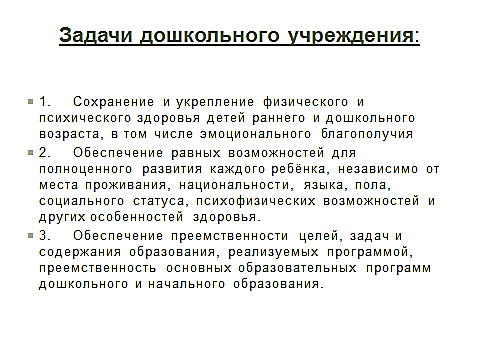 Задачи дошкольного учреждения:
1. Сохранение и укрепление физического и
психического здоровья детей раннего и дошкольного
возраста, в том числе эмоционального благополучия
2. Обеспечение равных возможностей для
полноценного развития каждого ребёнка, независимо от
места проживания, национальности, языка, пола,
социального статуса, психофизических возможностей и
других особенностей здоровья.
3. Обеспечение преемственности целей, задач и
содержания образования, реализуемых программой,
преемственность основных образовательных программ
дошкольного и начального образования.